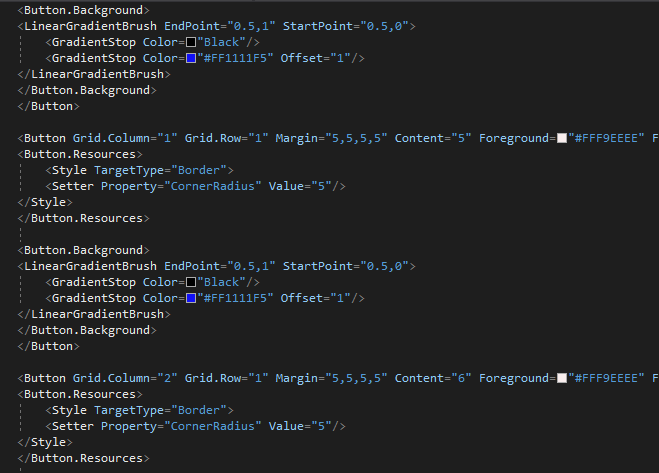 <Button.Background>
<LinearGradientBrush EndPoint="0.5,1" StartPoint="0.5,0">
<GradientStop Color="Black"/>
<GradientStop Color="#FF1111F5" Offset="1"/>
</LinearGradientBrush>
</Button.Background>
</Button>
<Button Grid.Column="1" Grid.Row="1" Margin="5,5,5,5" Content="5" Foreground="#FFF9EEEE" F
<Button.Resources>
<Style TargetType="Border">
<Setter Property="CornerRadius" Value="5"/>
</Style>
</Button.Resources>
<Button.Background>
<LinearGradientBrush EndPoint="0.5,1" StartPoint="0.5,0">
<GradientStop Color="Black"/>
<GradientStop Color="#FF1111F5" Offset="1"/>
</LinearGradientBrush>
</Button.Background>
</Button>
<Button Grid.Column="2" Grid.Row="1" Margin="5,5,5,5" Content="6" Foreground="#FFF9EEEE" F
<Button.Resources>
<Style TargetType="Border">
<Setter Property="CornerRadius" Value="5"/>
</Style>
</Button.Resources>